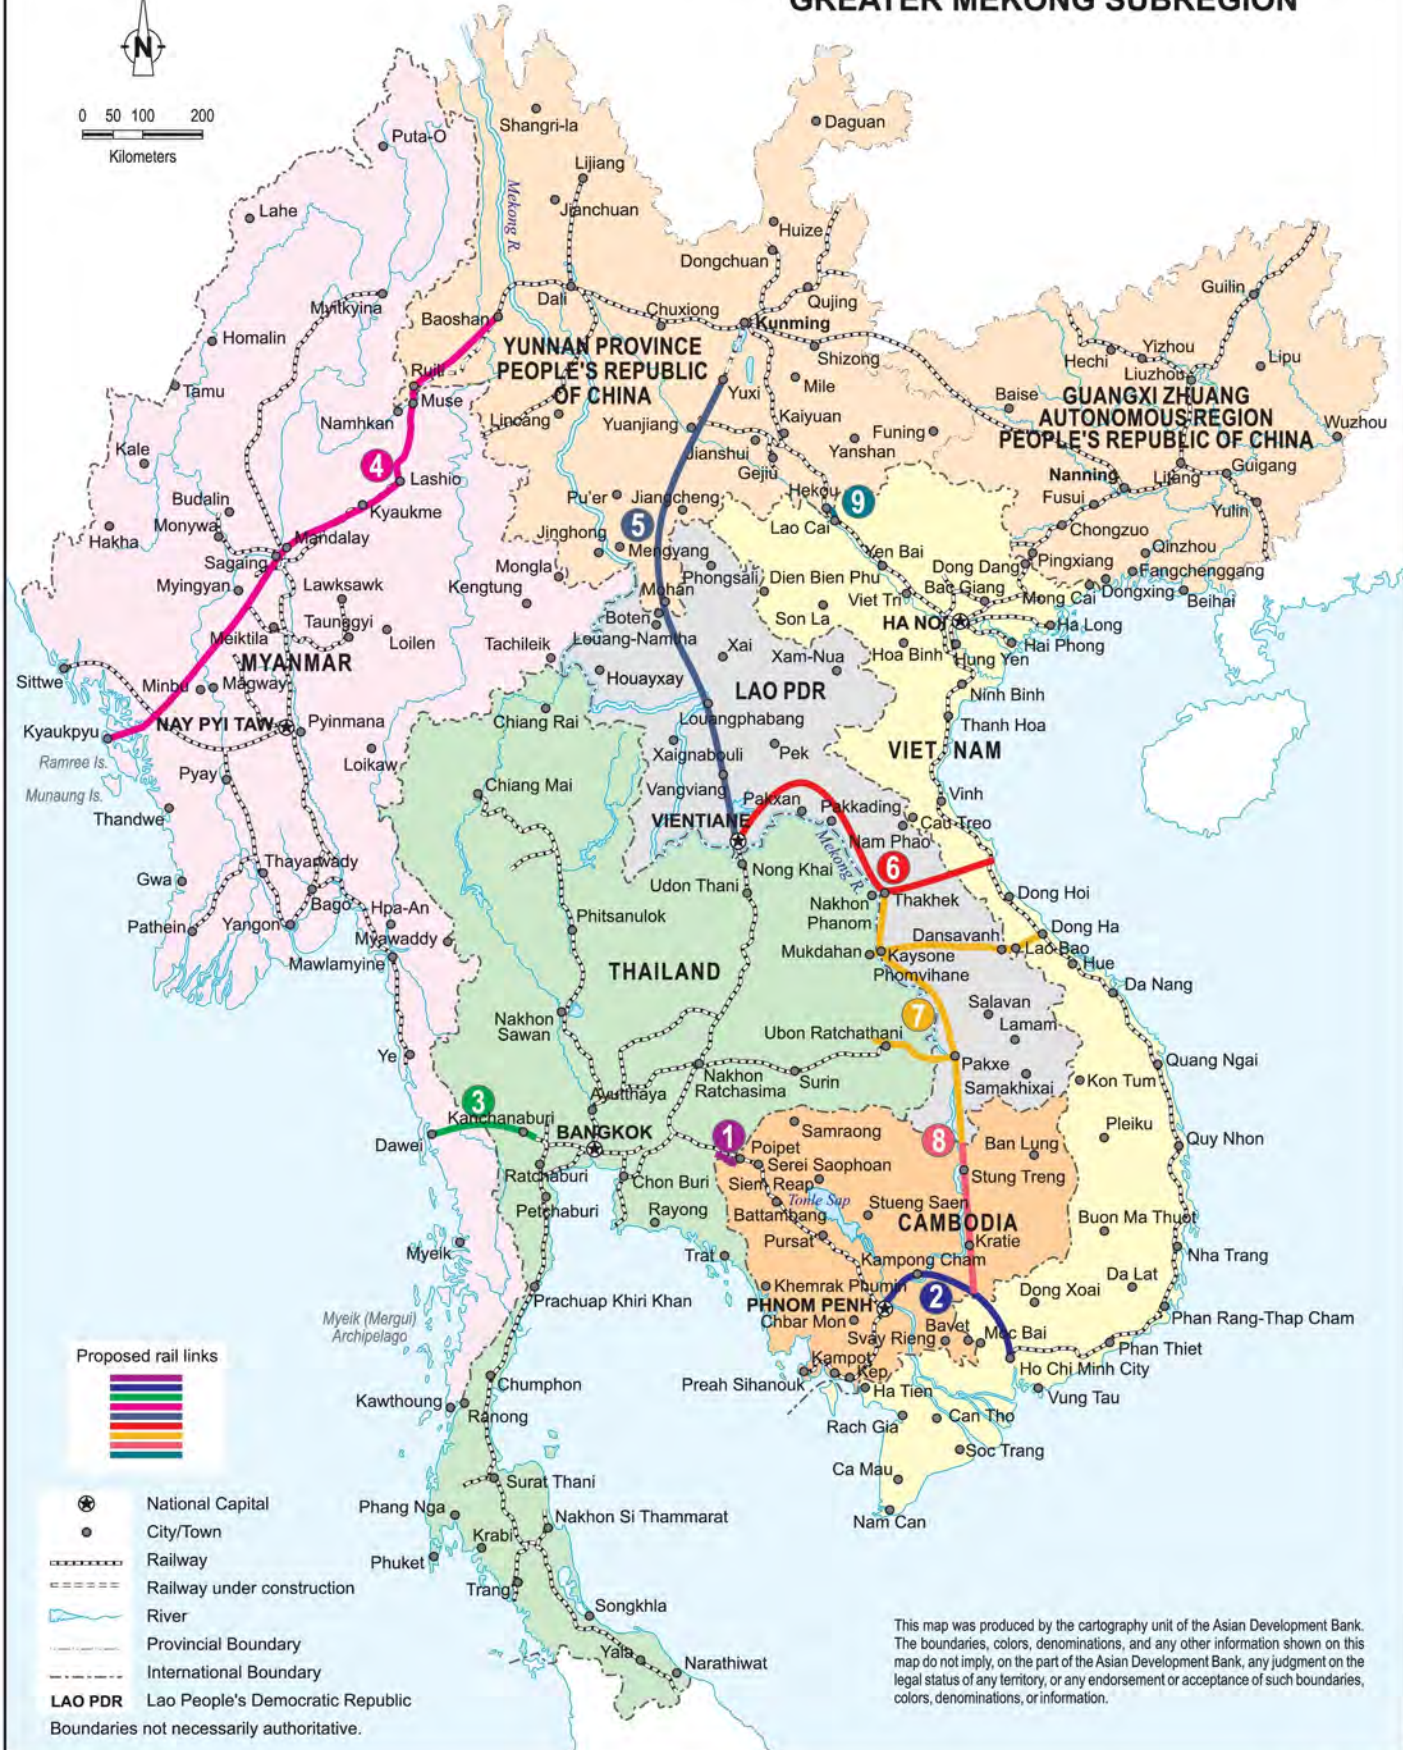 GREATER MEKONG SUBREGION
N
0 50 100 200
Kilometers
Puta-O
Shangri-la
Daguan
Lijiang
Mekong R.
Jianchuan
Lahe
Huize
Dongchuan
Guilin
Myitkyina
Dali
Qujing
Chuxiong
Baoshan
Kunming
Homalin
YUNNAN PROVINCE
PEOPLE'S REPUBLIC
OF CHINA
Shizong
Hechi
Yizhou
Lipu
Liuzhou
Ruili
Mile
Yuxi
Tamu
Muse
Baise
GUANGXI ZHUANG
AUTONOMOUS REGION
PEOPLE'S REPUBLIC OF CHINA
Namhkan
Lincang
Yuanjiang
Kaiyuan
Funing
Wuzhou
Kale
Jianshui
Yanshan
4
Lashio
Gejiu
Nanning
Litang
Guigang
Budalin
Pu'er
Jiangcheng
Hekou
9
Fusui
Kyaukme
Yulin
Monywa
5
Lao Cai
Chongzuo
Hakha
Mandalay
Jinghong
Mengyang
Yen Bai
Qinzhou
Sagaing
Mongla
Phongsali
Dien Bien Phu
Dong Dang
Pingxiang
Fangchenggang
Myingyan
Lawksawk
Kengtung
Mohan
Viet Tri
Bac Giang
Mong Cai
Dongxing
Beihai
Taunggyi
Boten
Son La
HA NOI
Ha Long
Meiktila
Loilen
Tachileik
Louang-Namtha
Xai
Xam-Nua
Hoa Binh
Hung Yen
Hai Phong
MYANMAR
Sittwe
Minbu
Magway
Houayxay
LAO PDR
Ninh Binh
NAY PYI TAW
Pyinmana
Chiang Rai
Louangphabang
Thanh Hoa
Kyaukpyu
Xaignabouli
Pek
VIET NAM
Ramree Is.
Loikaw
Pyay
Chiang Mai
Vangviang
Munaung Is.
Pakxan
Pakkading
Vinh
Thandwe
VIENTIANE
Cau Treo
Mekong R.
Nam Phao
Thayarwady
Nong Khai
6
Gwa
Udon Thani
Bago
Hpa-An
Nakhon
Phanom
Thakhek
Dong Hoi
Pathein
Yangon
Phitsanulok
Myawaddy
Dansavanh
Dong Ha
Mawlamyine
Mukdahan
Kaysone
Phomvihane
Lao Bao
Hue
THAILAND
Da Nang
Nakhon
Sawan
7
Salavan
Ubon Ratchathani
Lamam
Ye
Pakxe
Quang Ngai
Nakhon
Ratchasima
Surin
Samakhixai
Kon Tum
3
Ayutthaya
Kanchanaburi
Dawei
BANGKOK
1
Samraong
8
Ban Lung
Pleiku
Quy Nhon
Poipet
Serei Saophoan
Ratchaburi
Chon Buri
Siem Reap
Stung Treng
Tonle Sap
Petchaburi
Rayong
Battambang
Stueng Saen
Buon Ma Thuot
CAMBODIA
Myeik
Trat
Pursat
Kratie
Nha Trang
Kampong Cham
Da Lat
Khemrak Phumin
Dong Xoai
Prachuap Khiri Khan
PHNOM PENH
2
Myeik (Mergui)
Archipelago
Chbar Mon
Bavet
Phan Rang-Thap Cham
Svay Rieng
Moc Bai
Phan Thiet
Proposed rail links
Kampot
Ho Chi Minh City
Chumphon
Preah Sihanouk
Kep
Ha Tien
Vung Tau
Kawthoung
Ranong
Rach Gia
Can Tho
Soc Trang
Ca Mau
Surat Thani
Phang Nga
Nakhon Si Thammarat
Nam Can
Krabi
Phuket
Trang
Songkhla
Yala
Narathiwat
National Capital
City/Town
Railway
Railway under construction
River
Provincial Boundary
International Boundary
LAO PDR Lao People's Democratic Republic
Boundaries not necessarily authoritative.
This map was produced by the cartography unit of the Asian Development Bank.
The boundaries, colors, denominations, and any other information shown on this
map do not imply, on the part of the Asian Development Bank, any judgment on the
legal status of any territory, or any endorsement or acceptance of such boundaries,
colors, denominations, or information.